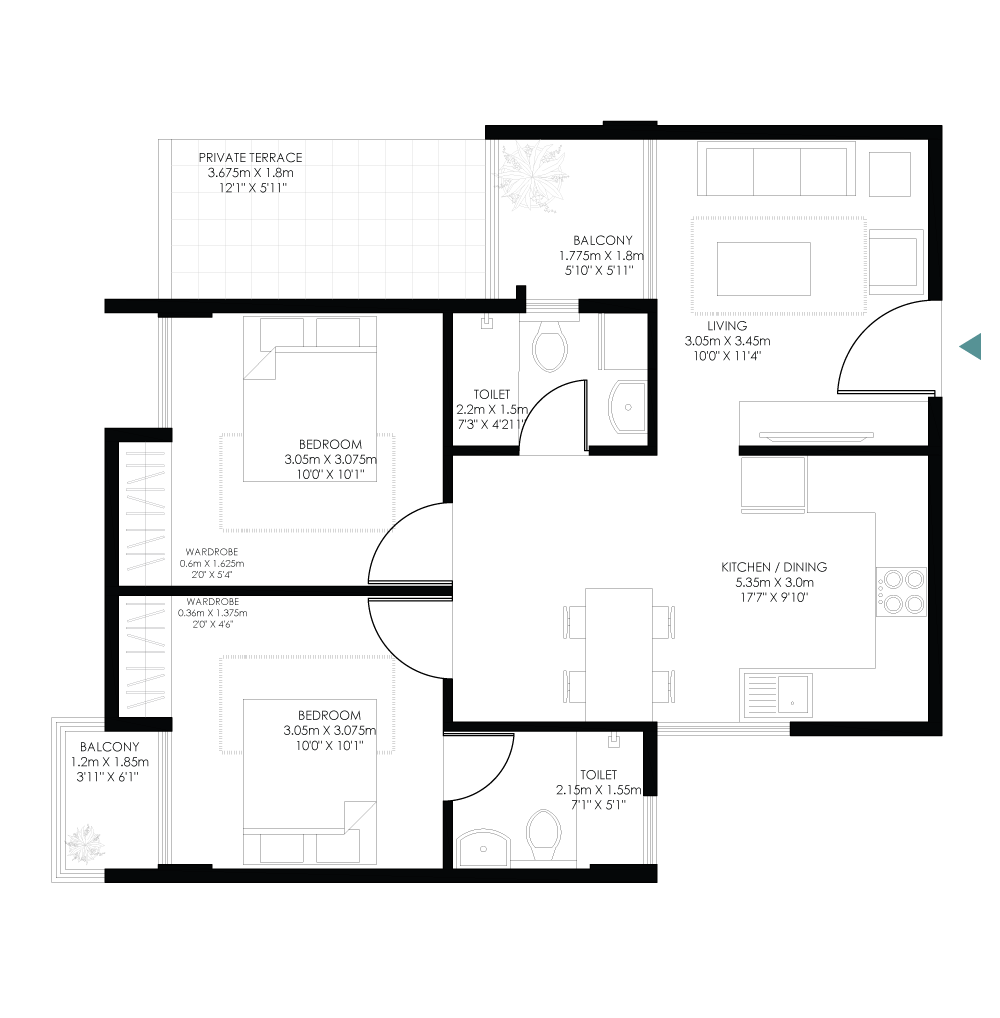 PRIVATE TERRACE
3.675m X 1.8m
12'1" X 5'11"
BALCONY
1.775m X 1.8m
5'10" X 5'11"
LIVING
3.05m X 3.45m
10'0" X 11'4"
TOILET
2.2m X 1.5m
7'3" X 4'211"
BEDROOM
3.05m X 3.075m
10'0" X 10'1"
WARDROBE
0.6m X 1.625m
2'0" X 5'4"
KITCHEN / DINING
5.35m X 3.0m
17'7" X 9'10"
WARDROBE
0.36m X 1.375m
2'0" X 4'6"
BEDROOM
3.05m X 3.075m
10'0" X 10'1"
BALCONY
1.2m X 1.85m
3'11" X 6'1"
TOILET
2.15m X 1.55m
7'1" X 5'1"